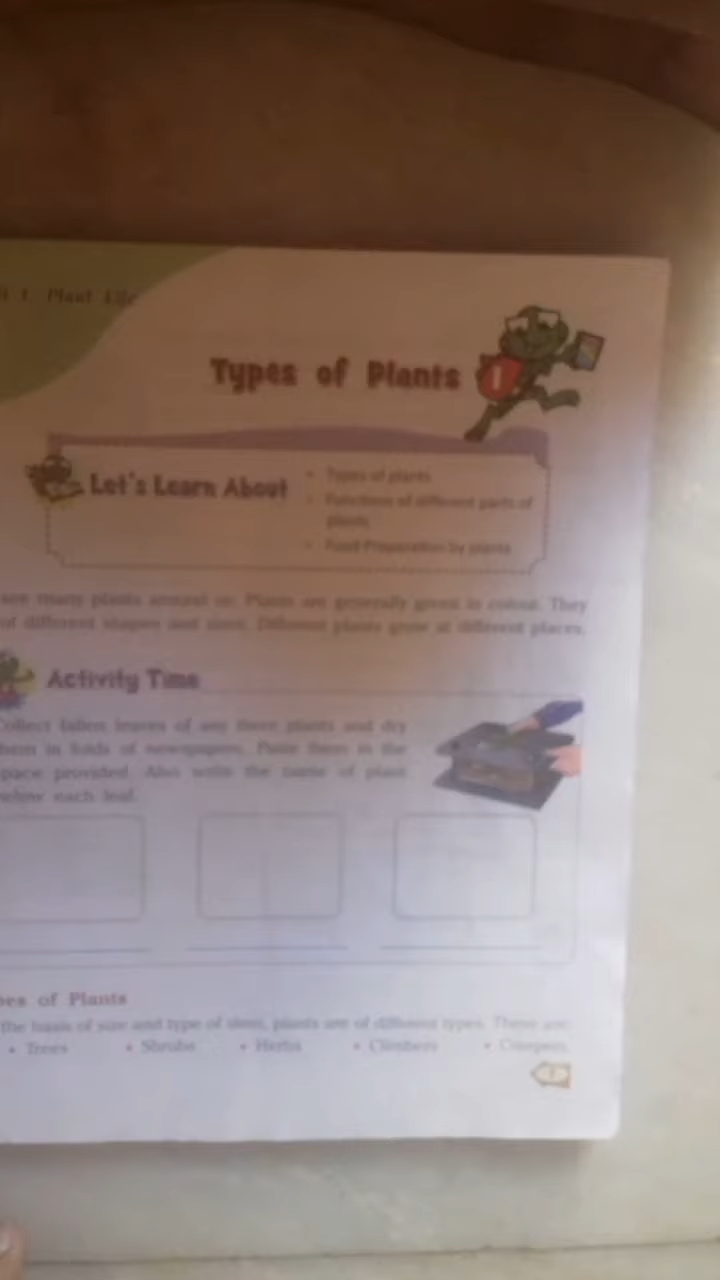 1 Plant Life
Types of Plants 1
Let's Learn About
• Types of plants
• Functions of different parts of
plants
• Food Preparation by plants
see many plants around us. Plants are generally green in colour. They
of different shapes and sizes. Different plants grow at different places.
Activity Time
Collect fallen leaves of any three plants and dry
them in folds of newspapers. Paste them in the
space provided. Also write the name of plant
below each leaf.
pes of Plants
the basis of size and type of stem, plants are of different types. These are:
• Trees • Shrubs • Herbs • Climbers • Creepers